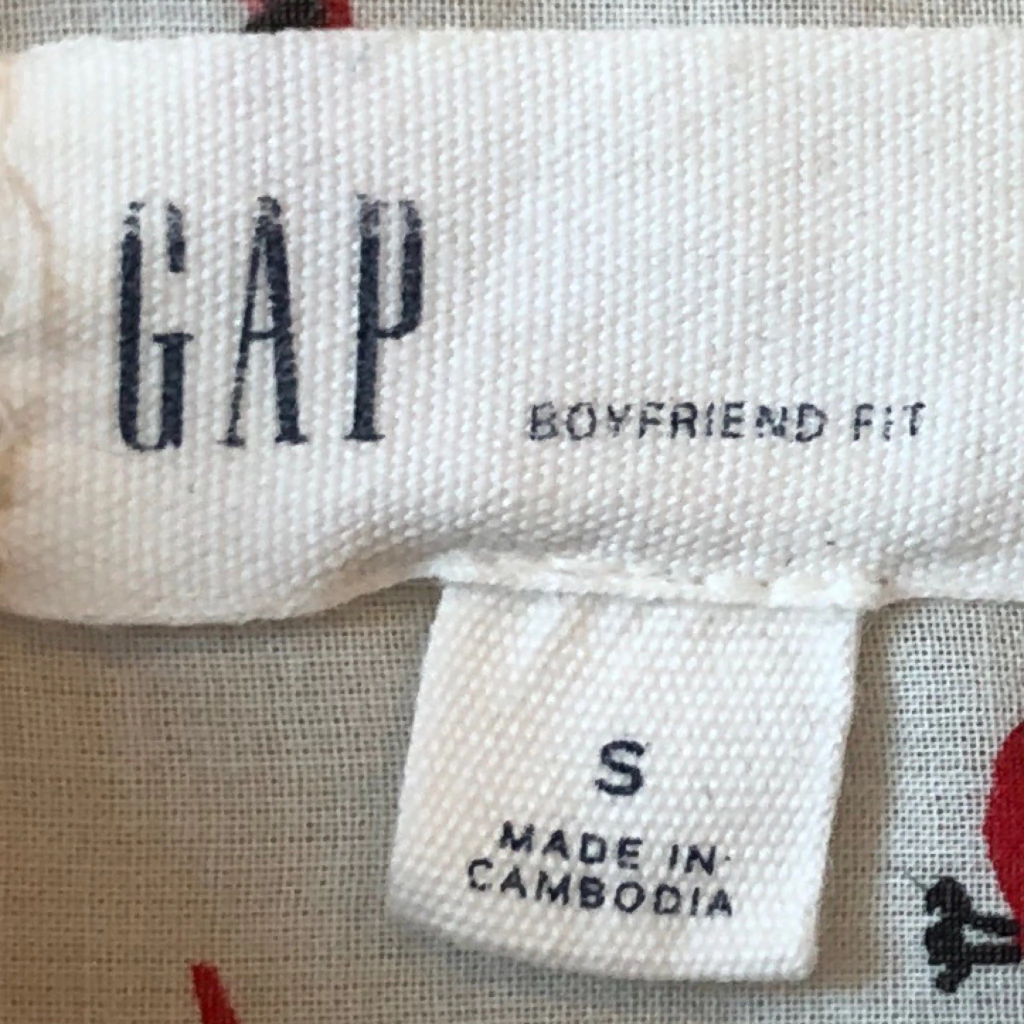 GAP
BOYFRIEND FIT
S
MADE IN
CAMBODIA